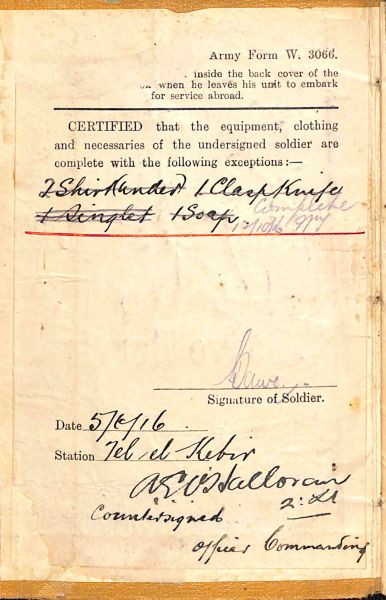 Army Form W. 3066.
inside the back cover of the
when he leaves his unit to embark
for service abroad.
CERTIFIED that the equipment, clothing
and necessaries of the undersigned soldier are
complete with the following exceptions:—
2 Shirt Under 1 Clasp Knife
1 Singlet 1 Soap Complete
Signature of Soldier.
Date 5/6/16
Station Tel el Kebir
A E O'Halloran
2: Lt
Countersigned
Officer Commanding